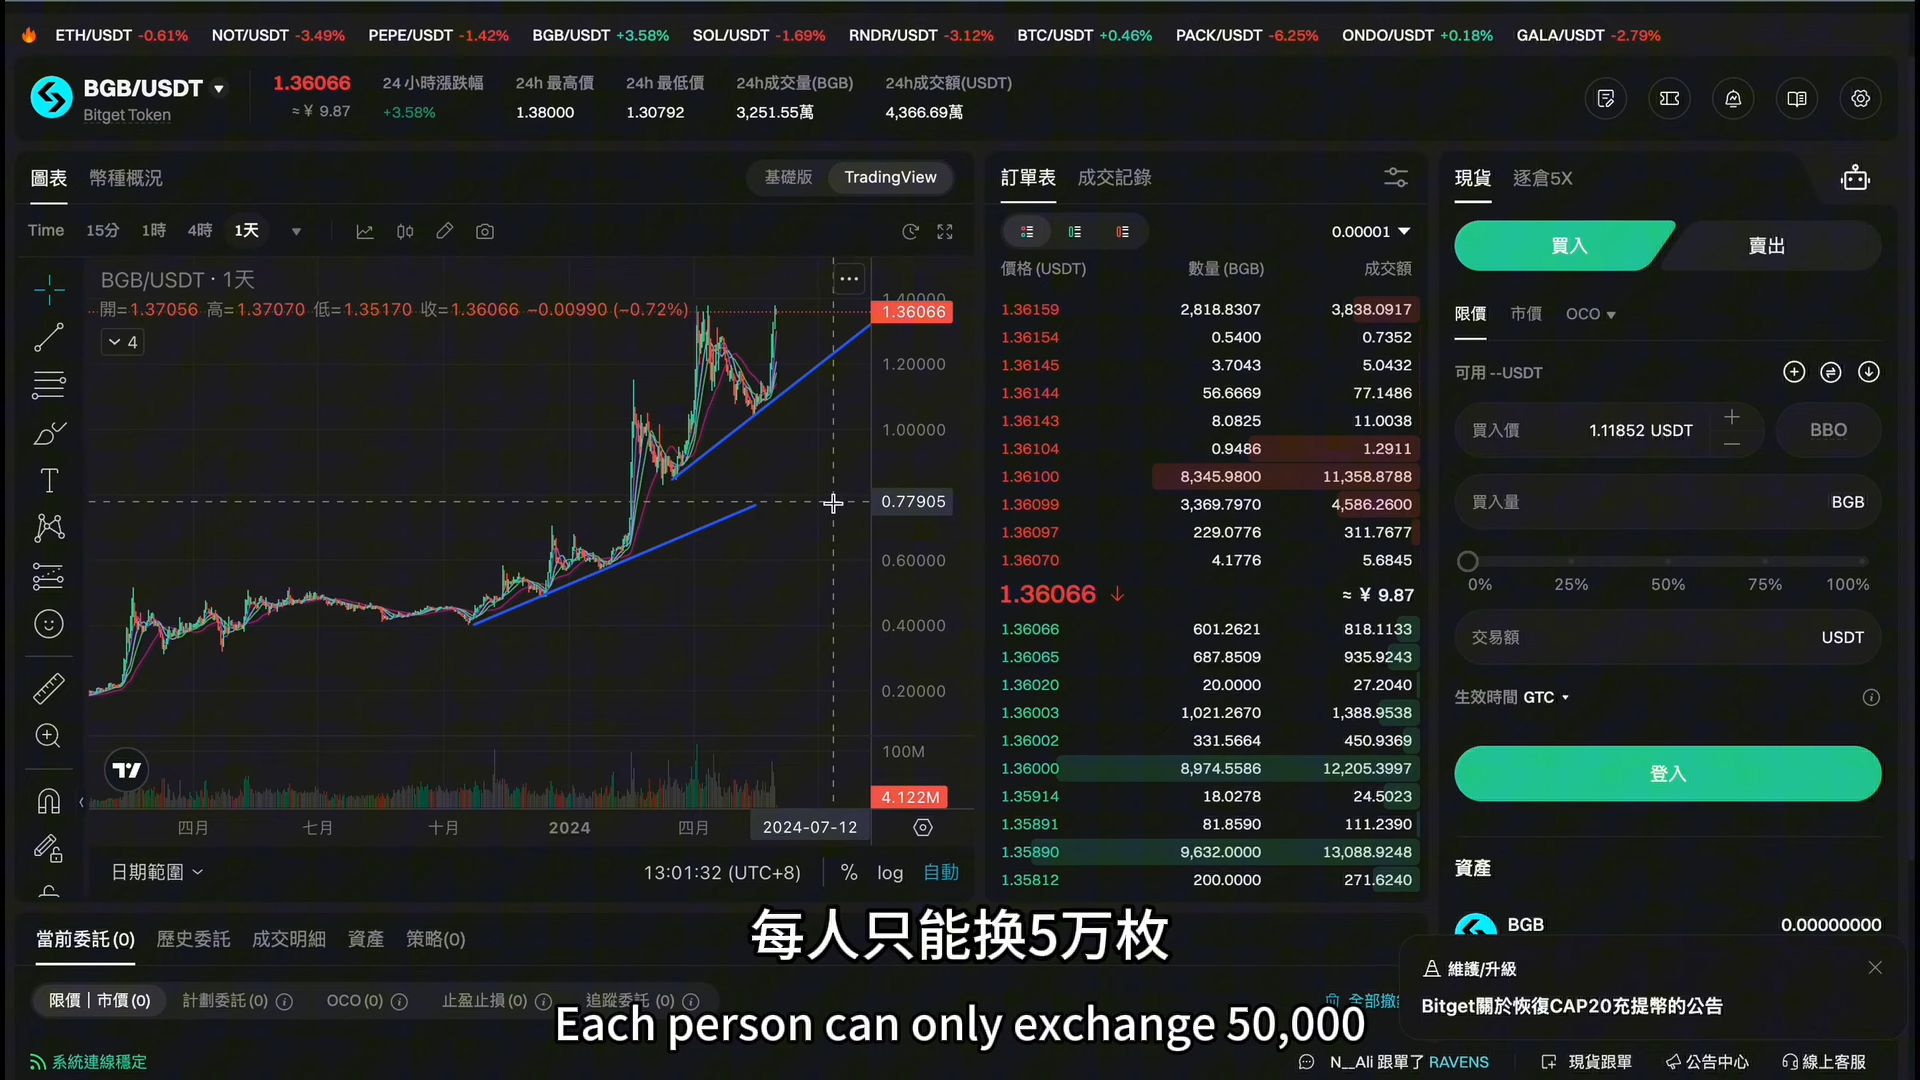 ETH/USDT -0.61% NOT/USDT -3.49% PEPE/USDT -1.42% BGB/USDT +3.58% SOL/USDT -1.69% RNDR/USDT -3.12% BTC/USDT +0.46% PACK/USDT -6.25% ONDO/USDT +0.18% GALA/USDT -2.79%
BGB/USDT
Bitget Token
1.36066
≈ ¥ 9.87
24 小時漲跌幅
+3.58%
24h 最高價
1.38000
24h 最低價
1.30792
24h成交量(BGB)
3,251.55萬
24h成交額(USDT)
4,366.69萬
圖表 幣種概況
基礎版 TradingView
Time 15分 1時 4時 1天
BGB/USDT · 1天
開=1.37056 高=1.37070 低=1.35170 收=1.36066 −0.00990 (−0.72%)
4
1.40000
1.36066
1.20000
1.00000
0.77905
0.60000
0.40000
0.20000
100M
4.122M
四月 七月 十月 2024 四月 2024-07-12
日期範圍 13:01:32 (UTC+8) % log 自動
訂單表 成交記錄
0.00001
價格 (USDT) 數量 (BGB) 成交額
1.36159 2,818.8307 3,838.0917
1.36154 0.5400 0.7352
1.36145 3.7043 5.0432
1.36144 56.6669 77.1486
1.36143 8.0825 11.0038
1.36104 0.9486 1.2911
1.36100 8,345.9800 11,358.8788
1.36099 3,369.7970 4,586.2600
1.36097 229.0776 311.7677
1.36070 4.1776 5.6845
1.36066 ↓ ≈ ¥ 9.87
1.36066 601.2621 818.1133
1.36065 687.8509 935.9243
1.36020 20.0000 27.2040
1.36003 1,021.2670 1,388.9538
1.36002 331.5664 450.9369
1.36000 8,974.5586 12,205.3997
1.35914 18.0278 24.5023
1.35891 81.8590 111.2390
1.35890 9,632.0000 13,088.9248
1.35812 200.0000 271.6240
現貨 逐倉5X
買入 賣出
限價 市價 OCO
可用 --USDT
買入價 1.11852 USDT BBO
買入量 BGB
0% 25% 50% 75% 100%
交易額 USDT
生效時間 GTC
登入
資產
BGB 0.00000000
當前委託(0) 歷史委託 成交明細 資產 策略(0)
限價｜市價(0) 計劃委託(0) OCO(0) 止盈止損(0) 追蹤委託 (0)
每人只能换5万枚
Each person can only exchange 50,000
維護/升級
Bitget關於恢復CAP20充提幣的公告
系統連線穩定
N__Ali 跟單了 RAVENS 現貨跟單 公告中心 線上客服